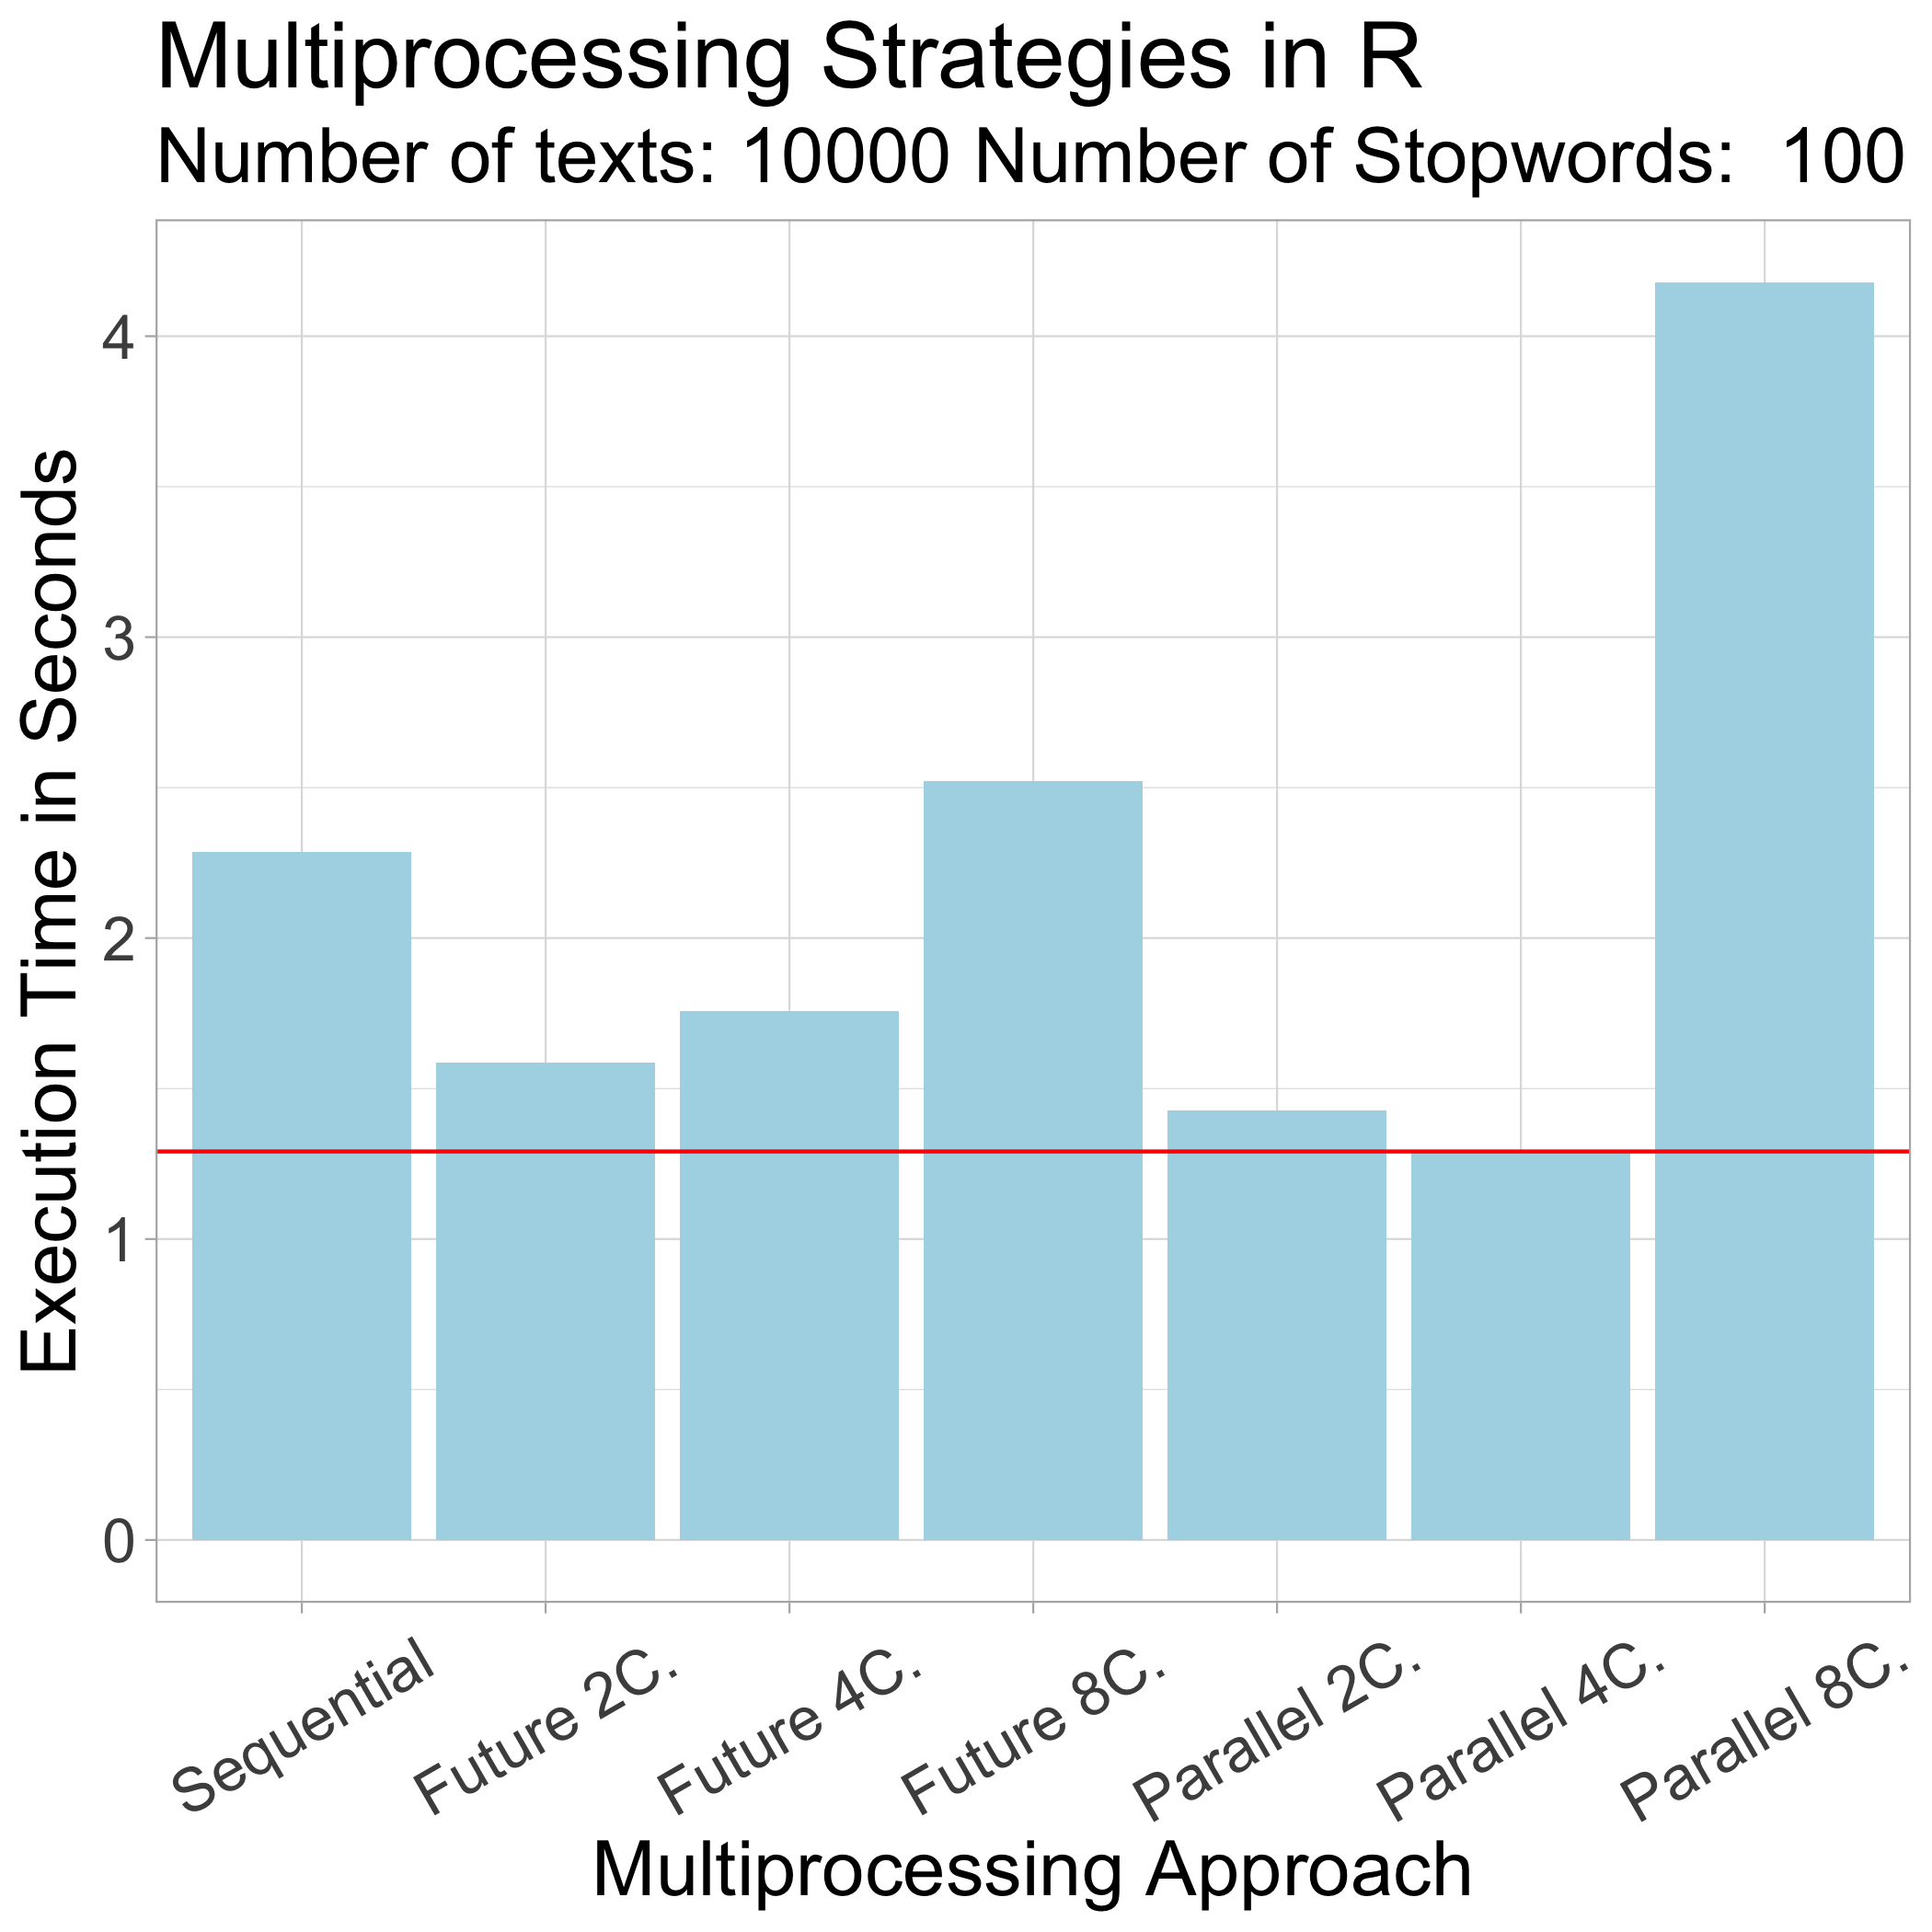 Multiprocessing Strategies in R
Number of texts: 10000 Number of Stopwords:  100
Execution Time in Seconds
4
3
2
1
0
Sequential
Future 2C.
Future 4C.
Future 8C.
Parallel 2C.
Parallel 4C.
Parallel 8C.
Multiprocessing Approach